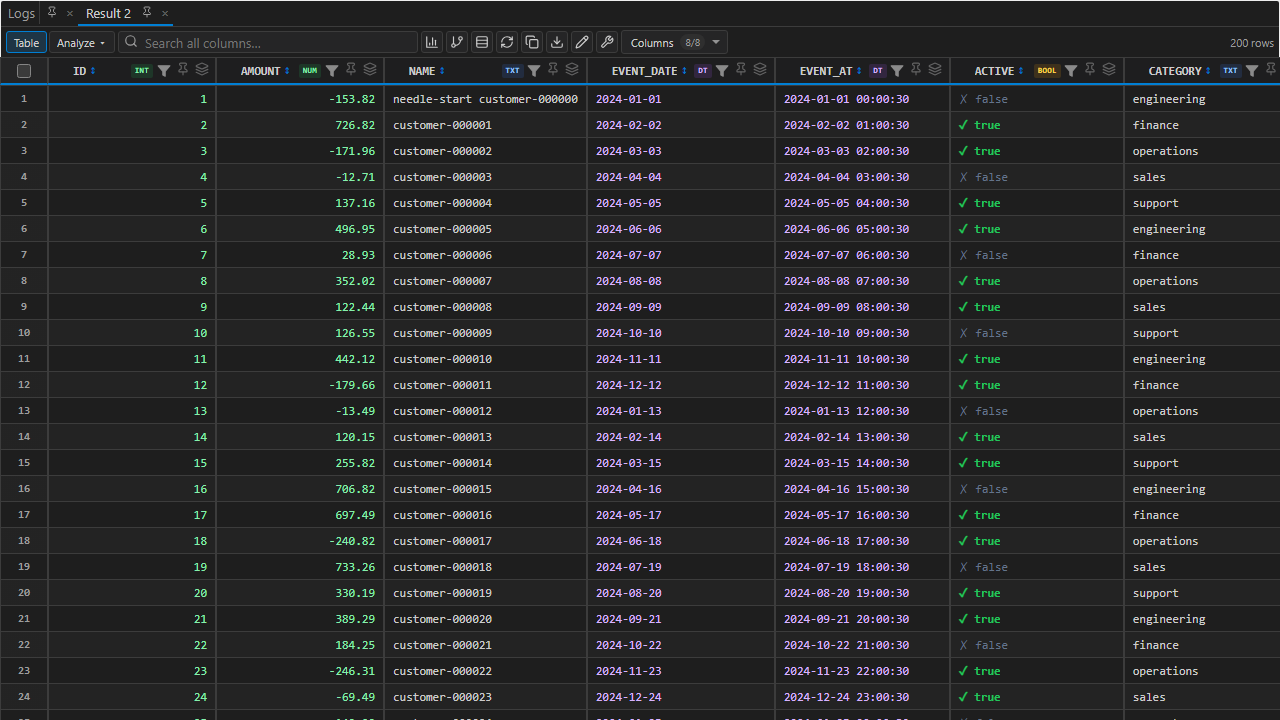 Logs Result 2
Table Analyze Search all columns... Columns 8/8 200 rows
ID INT AMOUNT NUM NAME TXT EVENT_DATE DT EVENT_AT DT ACTIVE BOOL CATEGORY TXT
1 1 -153.82 needle-start customer-000000 2024-01-01 2024-01-01 00:00:30 ✗ false engineering
2 2 726.82 customer-000001 2024-02-02 2024-02-02 01:00:30 ✓ true finance
3 3 -171.96 customer-000002 2024-03-03 2024-03-03 02:00:30 ✓ true operations
4 4 -12.71 customer-000003 2024-04-04 2024-04-04 03:00:30 ✗ false sales
5 5 137.16 customer-000004 2024-05-05 2024-05-05 04:00:30 ✓ true support
6 6 496.95 customer-000005 2024-06-06 2024-06-06 05:00:30 ✓ true engineering
7 7 28.93 customer-000006 2024-07-07 2024-07-07 06:00:30 ✗ false finance
8 8 352.02 customer-000007 2024-08-08 2024-08-08 07:00:30 ✓ true operations
9 9 122.44 customer-000008 2024-09-09 2024-09-09 08:00:30 ✓ true sales
10 10 126.55 customer-000009 2024-10-10 2024-10-10 09:00:30 ✗ false support
11 11 442.12 customer-000010 2024-11-11 2024-11-11 10:00:30 ✓ true engineering
12 12 -179.66 customer-000011 2024-12-12 2024-12-12 11:00:30 ✓ true finance
13 13 -13.49 customer-000012 2024-01-13 2024-01-13 12:00:30 ✗ false operations
14 14 120.15 customer-000013 2024-02-14 2024-02-14 13:00:30 ✓ true sales
15 15 255.82 customer-000014 2024-03-15 2024-03-15 14:00:30 ✓ true support
16 16 706.82 customer-000015 2024-04-16 2024-04-16 15:00:30 ✗ false engineering
17 17 697.49 customer-000016 2024-05-17 2024-05-17 16:00:30 ✓ true finance
18 18 -240.82 customer-000017 2024-06-18 2024-06-18 17:00:30 ✓ true operations
19 19 733.26 customer-000018 2024-07-19 2024-07-19 18:00:30 ✗ false sales
20 20 330.19 customer-000019 2024-08-20 2024-08-20 19:00:30 ✓ true support
21 21 389.29 customer-000020 2024-09-21 2024-09-21 20:00:30 ✓ true engineering
22 22 184.25 customer-000021 2024-10-22 2024-10-22 21:00:30 ✗ false finance
23 23 -246.31 customer-000022 2024-11-23 2024-11-23 22:00:30 ✓ true operations
24 24 -69.49 customer-000023 2024-12-24 2024-12-24 23:00:30 ✓ true sales